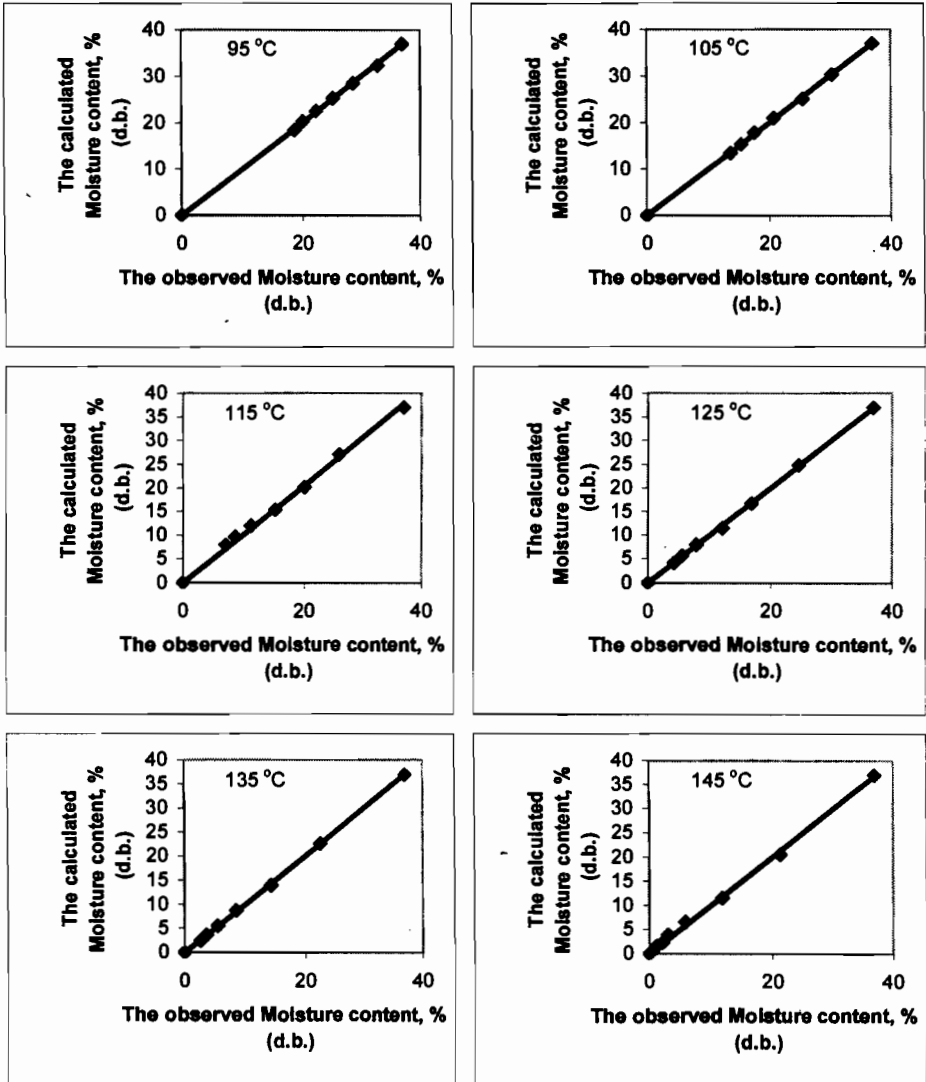 95 °C
The calculated
Moisture content, %
(d.b.)
40
30
20
10
0
0 20 40
The observed Moisture content, %
(d.b.)
105 °C
The calculated
Moisture content, %
(d.b.)
40
30
20
10
0
0 20 40
The observed Moisture content, %
(d.b.)
115 °C
The calculated
Moisture content, %
(d.b.)
40
35
30
25
20
15
10
5
0
0 20 40
The observed Moisture content, %
(d.b.)
125 °C
The calculated
Moisture content, %
(d.b.)
40
35
30
25
20
15
10
5
0
0 20 40
The observed Moisture content, %
(d.b.)
135 °C
The calculated
Moisture content, %
(d.b.)
40
35
30
25
20
15
10
5
0
0 20 40
The observed Moisture content, %
(d.b.)
145 °C
The calculated
Moisture content, %
(d.b.)
40
35
30
25
20
15
10
5
0
0 20 40
The observed Moisture content, %
(d.b.)